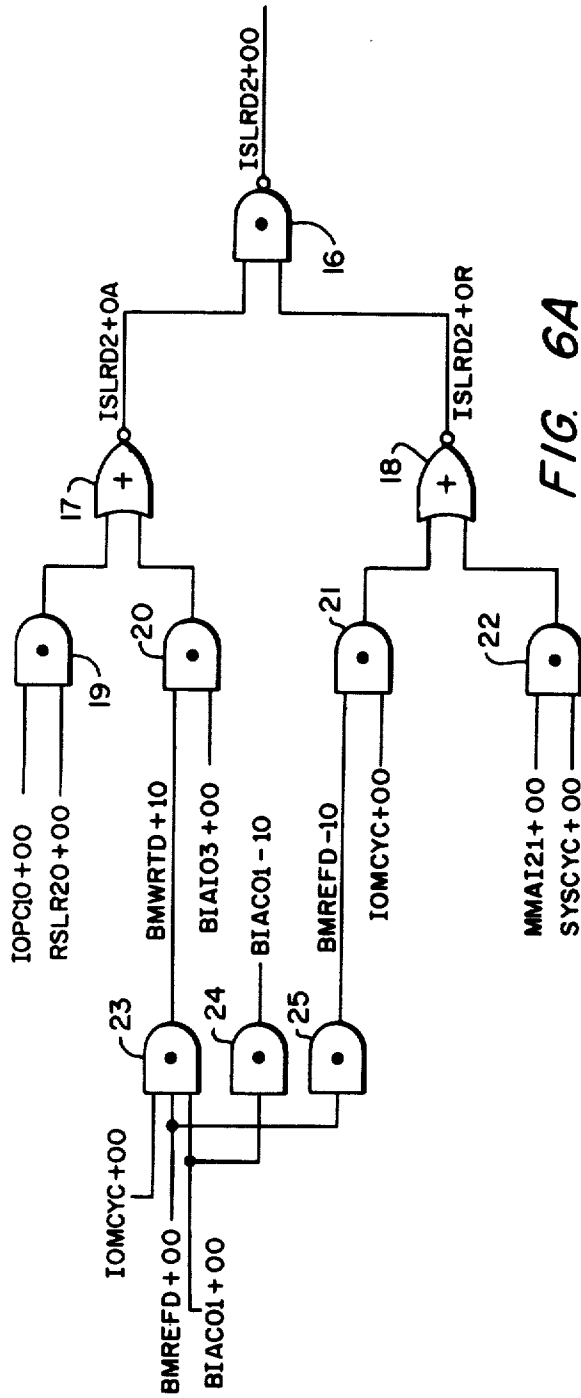 IOPC10+00
RSLR20+00
19
17
ISLRD2+0A
IOMCYC+00
BMREFD+00
BIAC01+00
23
BMWRTD+10
BIAI03+00
20
24
BIAC01-10
25
BMREFD-10
IOMCYC+00
21
MMAI21+00
SYSCYC+00
22
18
ISLRD2+0R
16
ISLRD2+00
FIG. 6A